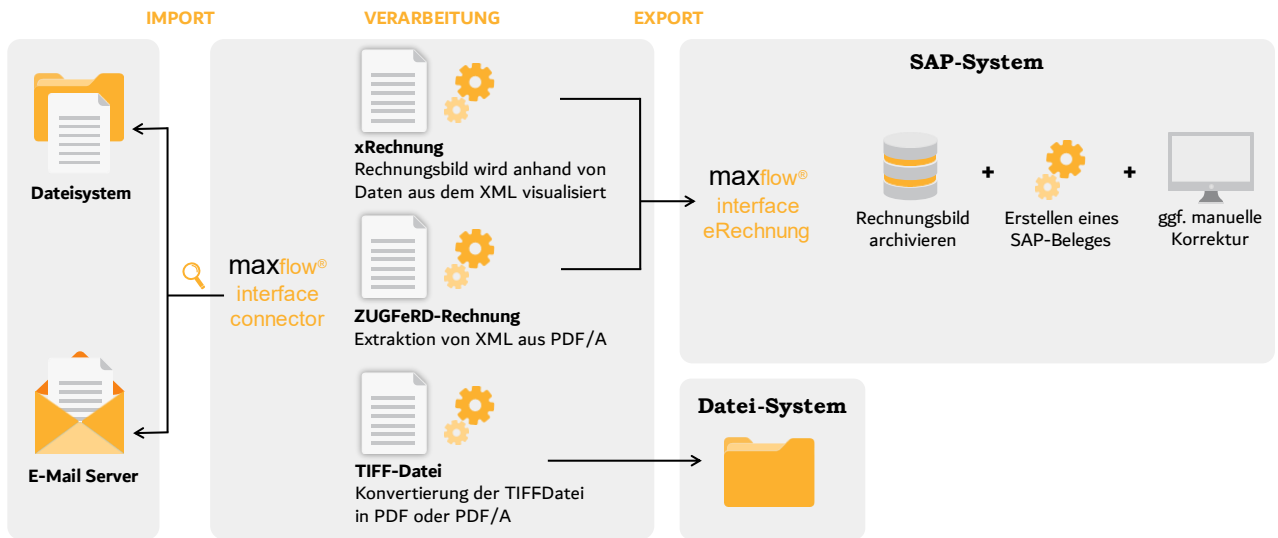 IMPORT
VERARBEITUNG
EXPORT
Dateisystem
E-Mail Server
maxflow®
interface
connector
xRechnung
Rechnungsbild wird anhand von
Daten aus dem XML visualisiert
ZUGFeRD-Rechnung
Extraktion von XML aus PDF/A
TIFF-Datei
Konvertierung der TIFFDatei
in PDF oder PDF/A
SAP-System
maxflow®
interface
eRechnung
Rechnungsbild
archivieren
+
Erstellen eines
SAP-Beleges
+
ggf. manuelle
Korrektur
Datei-System